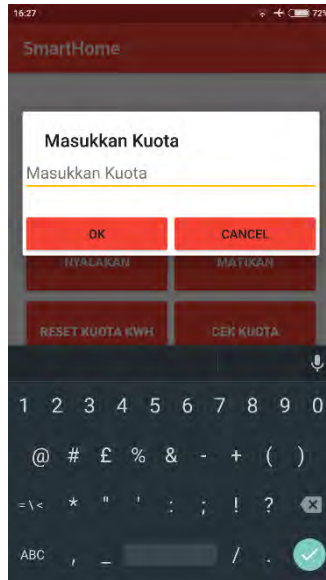 16:27
72%
SmartHome
Masukkan Kuota
Masukkan Kuota
OK CANCEL
NYALAKAN MATIKAN
RESET KUOTA KWH CEK KUOTA
1 2 3 4 5 6 7 8 9 0
@ # £ % & - + ( )
= \ < * " ' : ; ! ?
ABC , _ / .